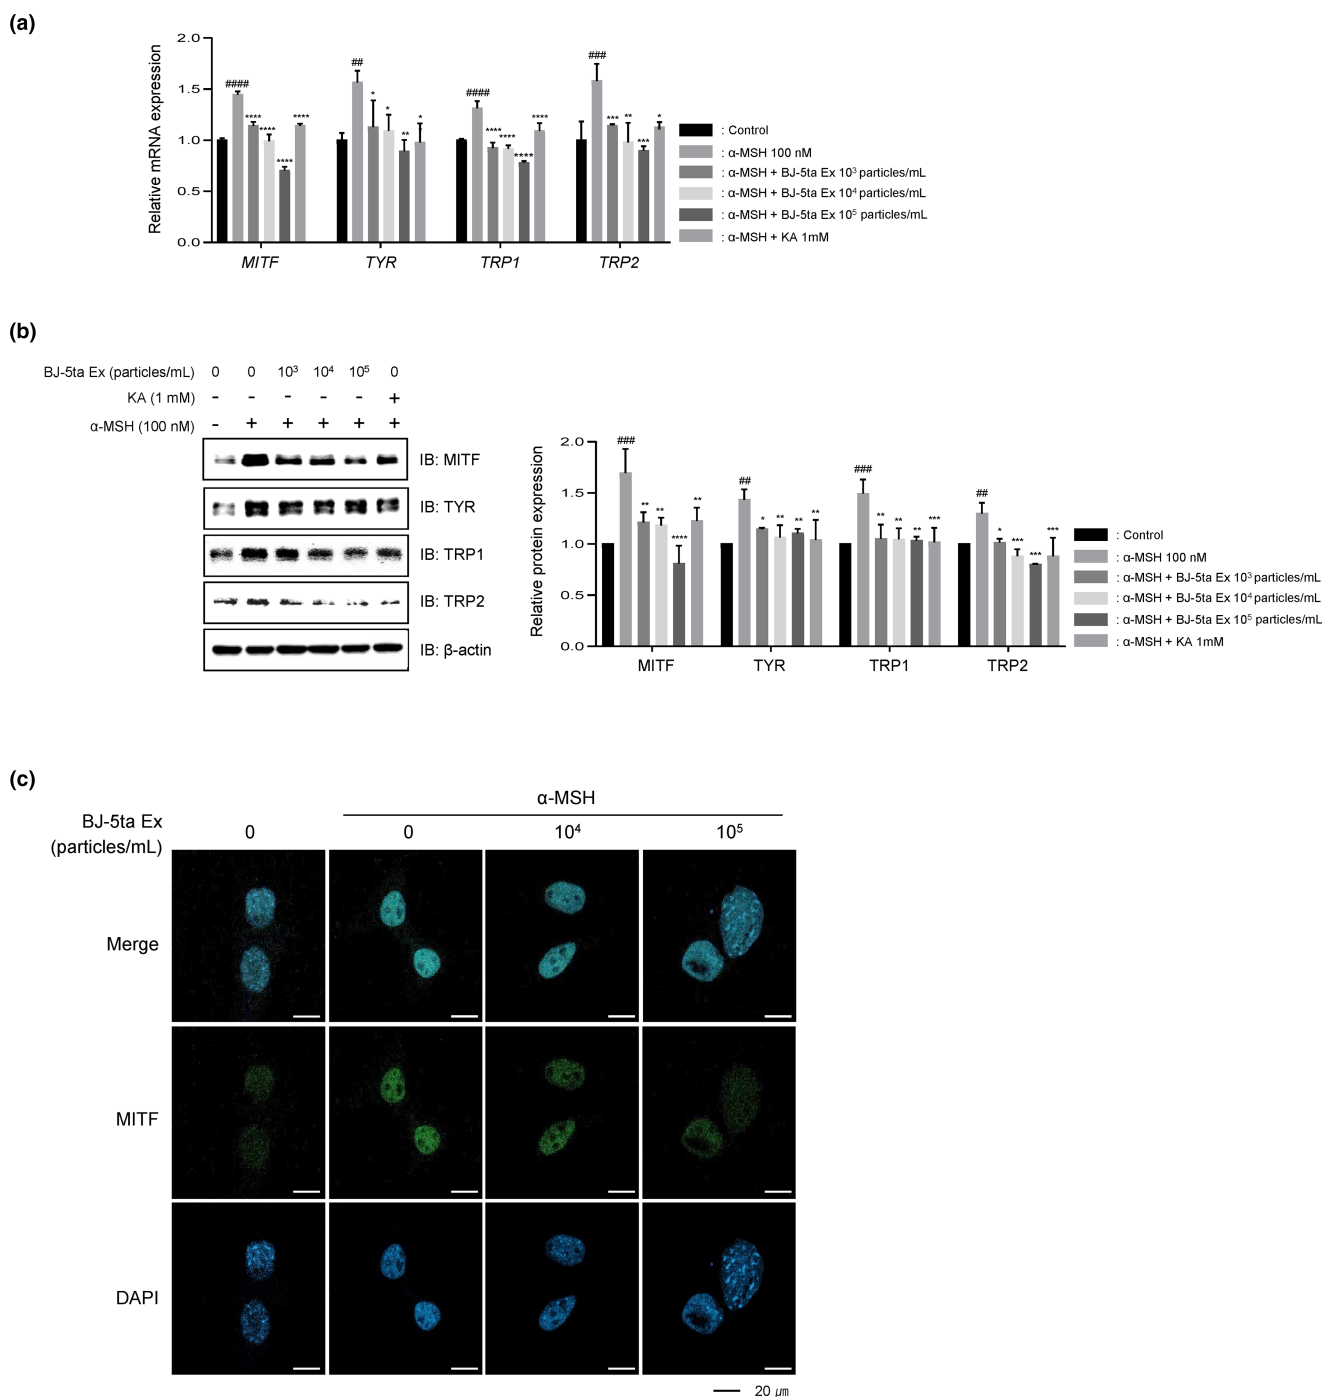 (a)
2.0
1.5
1.0
0.5
0.0
Relative mRNA expression
#### **** **** **** ****
## * * ** *
#### **** **** **** ****
### *** ** *** *
MITF TYR TRP1 TRP2
: Control
: α-MSH 100 nM
: α-MSH + BJ-5ta Ex 10³ particles/mL
: α-MSH + BJ-5ta Ex 10⁴ particles/mL
: α-MSH + BJ-5ta Ex 10⁵ particles/mL
: α-MSH + KA 1mM
(b)
BJ-5ta Ex (particles/mL) 0 0 10³ 10⁴ 10⁵ 0
KA (1 mM) - - - - - +
α-MSH (100 nM) - + + + + +
IB: MITF
IB: TYR
IB: TRP1
IB: TRP2
IB: β-actin
2.0
1.5
1.0
0.5
0.0
Relative protein expression
### ** ** **** **
## * ** ** **
### ** ** ** ***
## * *** *** ***
MITF TYR TRP1 TRP2
: Control
: α-MSH 100 nM
: α-MSH + BJ-5ta Ex 10³ particles/mL
: α-MSH + BJ-5ta Ex 10⁴ particles/mL
: α-MSH + BJ-5ta Ex 10⁵ particles/mL
: α-MSH + KA 1mM
(c)
α-MSH
BJ-5ta Ex
(particles/mL)
0 0 10⁴ 10⁵
Merge
MITF
DAPI
20 μm